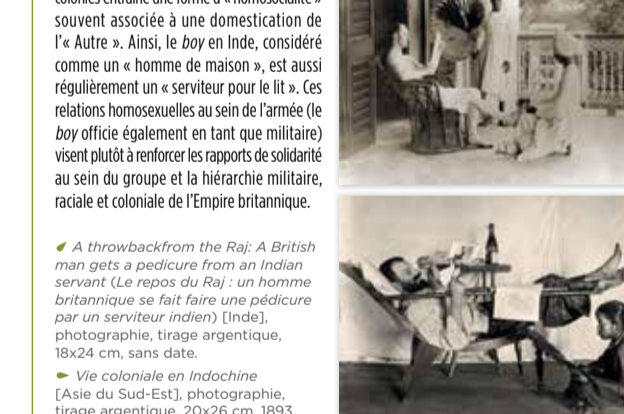 colonies entraîne une forme d'« homosocialité »
souvent associée à une domestication de
l'« Autre ». Ainsi, le boy en Inde, considéré
comme un « homme de maison », est aussi
régulièrement un « serviteur pour le lit ». Ces
relations homosexuelles au sein de l'armée (le
boy officie également en tant que militaire)
visent plutôt à renforcer les rapports de solidarité
au sein du groupe et la hiérarchie militaire,
raciale et coloniale de l'Empire britannique.
A throwbackfrom the Raj: A British
man gets a pedicure from an Indian
servant (Le repos du Raj : un homme
britannique se fait faire une pédicure
par un serviteur indien) [Inde],
photographie, tirage argentique,
18x24 cm, sans date.
Vie coloniale en Indochine
[Asie du Sud-Est], photographie,
tirage argentique, 20x26 cm, 1893.